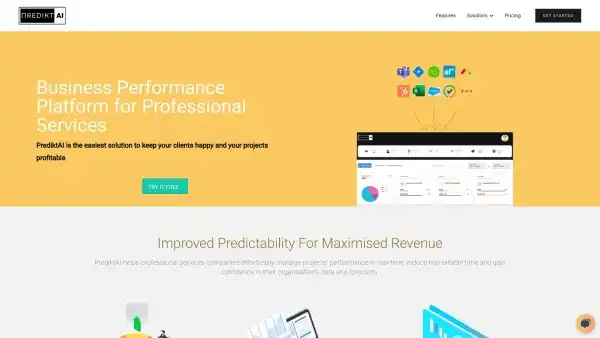 ПREDIKT AI
Features
Solutions
Pricing
GET STARTED
Business Performance
Platform for Professional
Services
PrediktAI is the easiest solution to keep your clients happy and your projects
profitable
TRY IT FREE
Improved Predictability For Maximised Revenue
PrediktAI helps professional services companies effortlessly manage projects' performance in real-time, reduce non-billable time and gain
confidence in their organisation's data and forecasts.